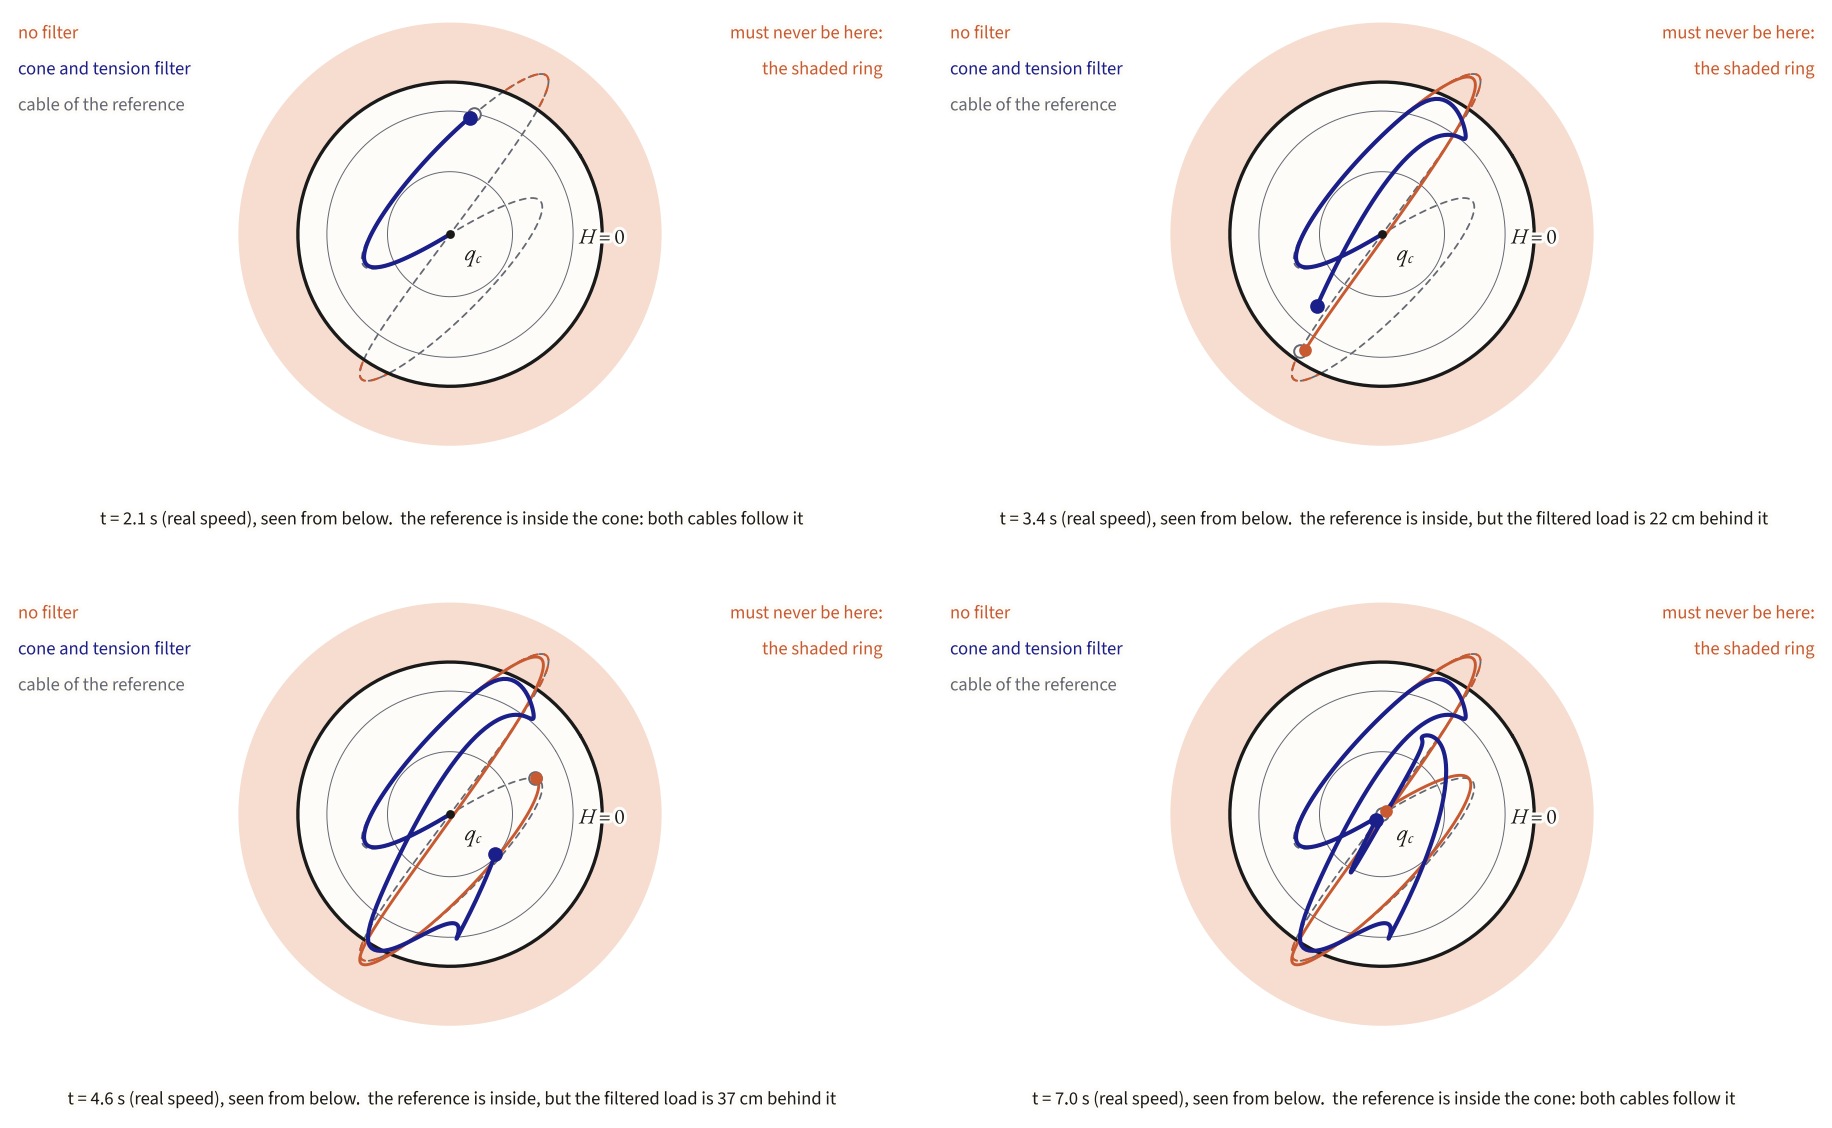 no filter
must never be here:
cone and tension filter
the shaded ring
cable of the reference
H = 0
q_c
t = 2.1 s (real speed), seen from below.  the reference is inside the cone: both cables follow it
no filter
must never be here:
cone and tension filter
the shaded ring
cable of the reference
H = 0
q_c
t = 3.4 s (real speed), seen from below.  the reference is inside, but the filtered load is 22 cm behind it
no filter
must never be here:
cone and tension filter
the shaded ring
cable of the reference
H = 0
q_c
t = 4.6 s (real speed), seen from below.  the reference is inside, but the filtered load is 37 cm behind it
no filter
must never be here:
cone and tension filter
the shaded ring
cable of the reference
H = 0
q_c
t = 7.0 s (real speed), seen from below.  the reference is inside the cone: both cables follow it